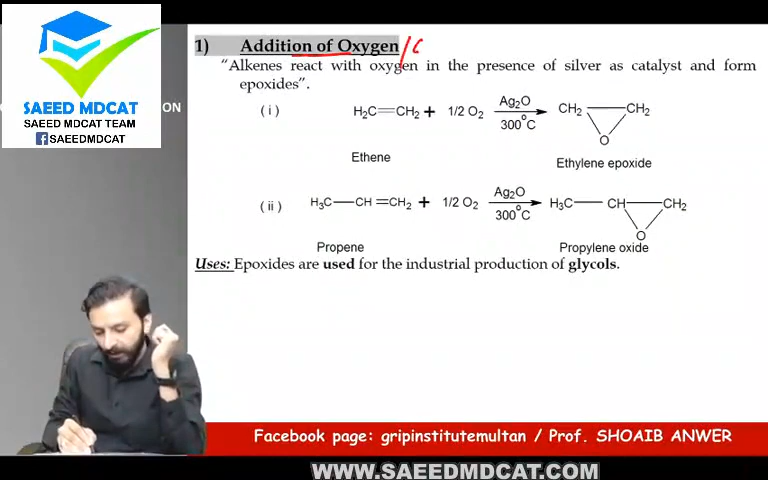 1) Addition of Oxygen
"Alkenes react with oxygen in the presence of silver as catalyst and form
epoxides".
(i) H₂C=CH₂ + 1/2 O₂ Ag₂O 300°C CH₂ CH₂ O
Ethene Ethylene epoxide
(ii) H₃C—CH=CH₂ + 1/2 O₂ Ag₂O 300°C H₃C—CH CH₂ O
Propene Propylene oxide
Uses: Epoxides are used for the industrial production of glycols.
SAEED MDCAT
SAEED MDCAT TEAM
SAEEDMDCAT
ON
Facebook page: gripinstitutemultan / Prof. SHOAIB ANWER
WWW.SAEEDMDCAT.COM